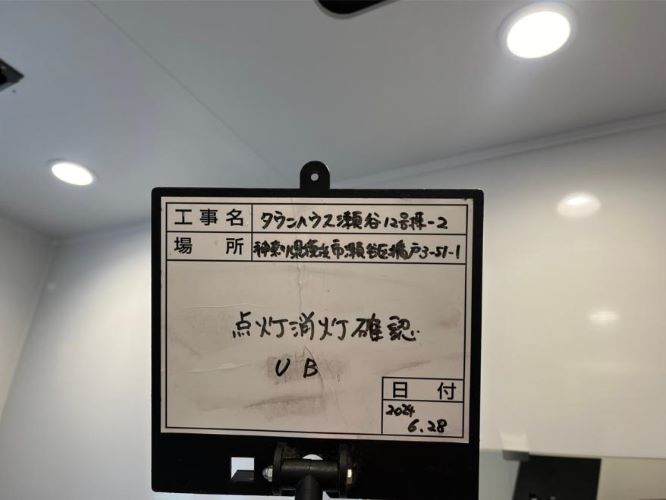 工事名 タウンハウス瀬谷12号棟-2
場所 神奈川県横浜市瀬谷区橋戸3-51-1
点灯消灯確認
UB
日付
2024
6.28